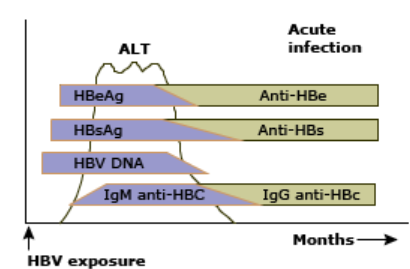 Acute
infection
ALT
HBeAg Anti-HBe
HBsAg Anti-HBs
HBV DNA
IgM anti-HBC IgG anti-HBc
Months
HBV exposure